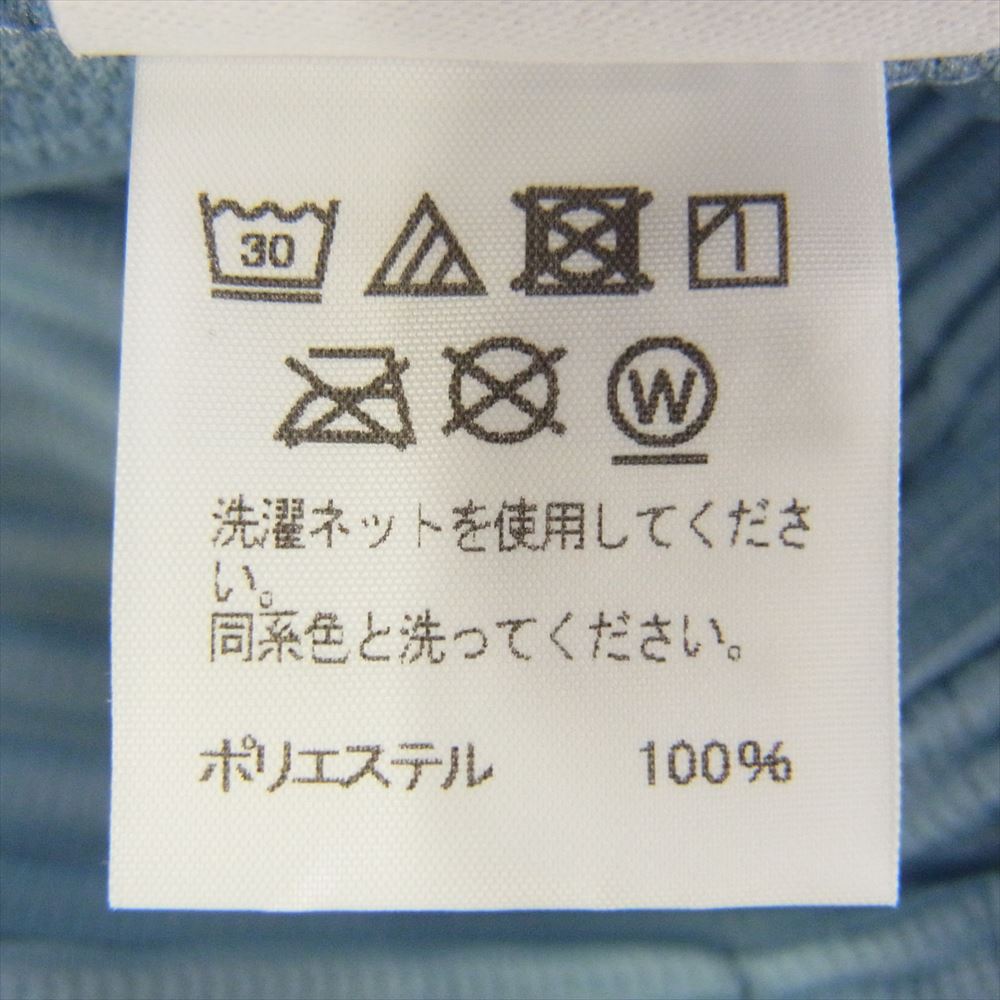 30
W
洗濯ネットを使用してくださ
い。
同系色と洗ってください。
ポリエステル 100%